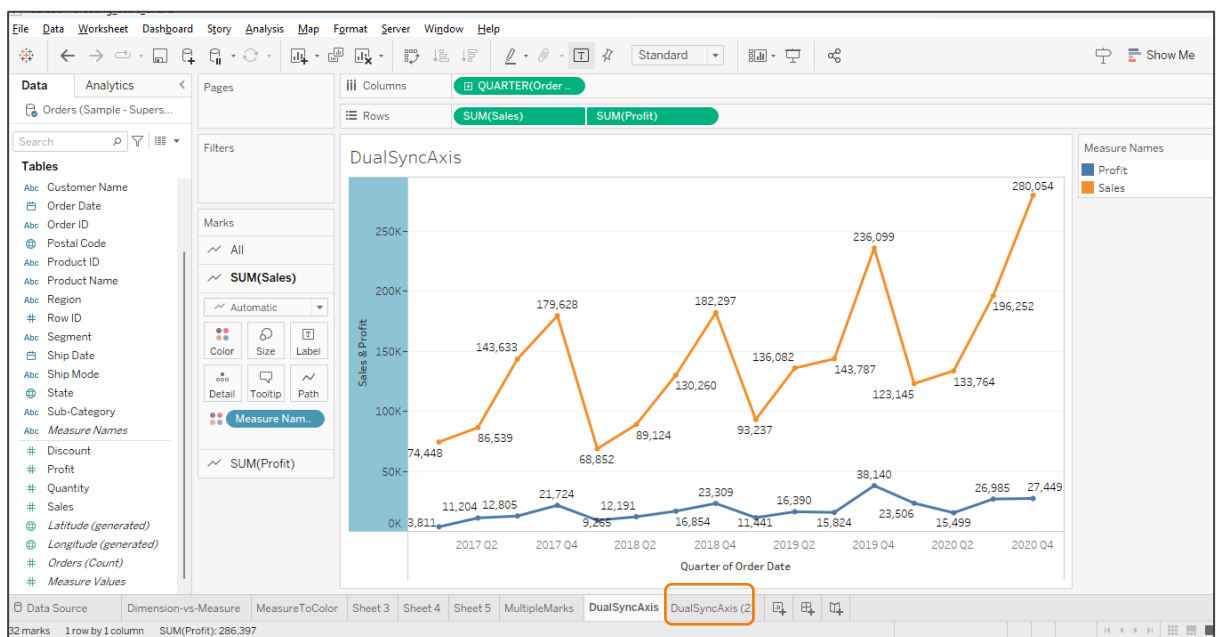 File Data Worksheet Dashboard Story Analysis Map Format Server Window Help
Standard
Show Me
Data Analytics
Orders (Sample - Supers...
Search
Tables
Abc Customer Name
Order Date
Abc Order ID
Postal Code
Abc Product ID
Abc Product Name
Abc Region
# Row ID
Abc Segment
Ship Date
Abc Ship Mode
State
Abc Sub-Category
Abc Measure Names
# Discount
# Profit
# Quantity
# Sales
Latitude (generated)
Longitude (generated)
# Orders (Count)
# Measure Values
Pages
Filters
Marks
All
SUM(Sales)
Automatic
Color Size Label
Detail Tooltip Path
Measure Nam..
SUM(Profit)
Columns QUARTER(Order ..
Rows SUM(Sales) SUM(Profit)
DualSyncAxis
Sales & Profit
250K
200K
150K
100K
50K
0K
280,054
236,099
179,628
182,297
196,252
143,633
136,082
143,787
130,260
133,764
123,145
86,539
89,124
93,237
74,448
68,852
38,140
21,724
23,309
26,985 27,449
11,204 12,805
12,191
16,390
23,506
3,811
9,265
16,854
11,441
15,824
15,499
2017 Q2 2017 Q4 2018 Q2 2018 Q4 2019 Q2 2019 Q4 2020 Q2 2020 Q4
Quarter of Order Date
Measure Names
Profit
Sales
Data Source Dimension-vs-Measure MeasureToColor Sheet 3 Sheet 4 Sheet 5 MultipleMarks DualSyncAxis DualSyncAxis (2)
32 marks 1 row by 1 column SUM(Profit): 286,397